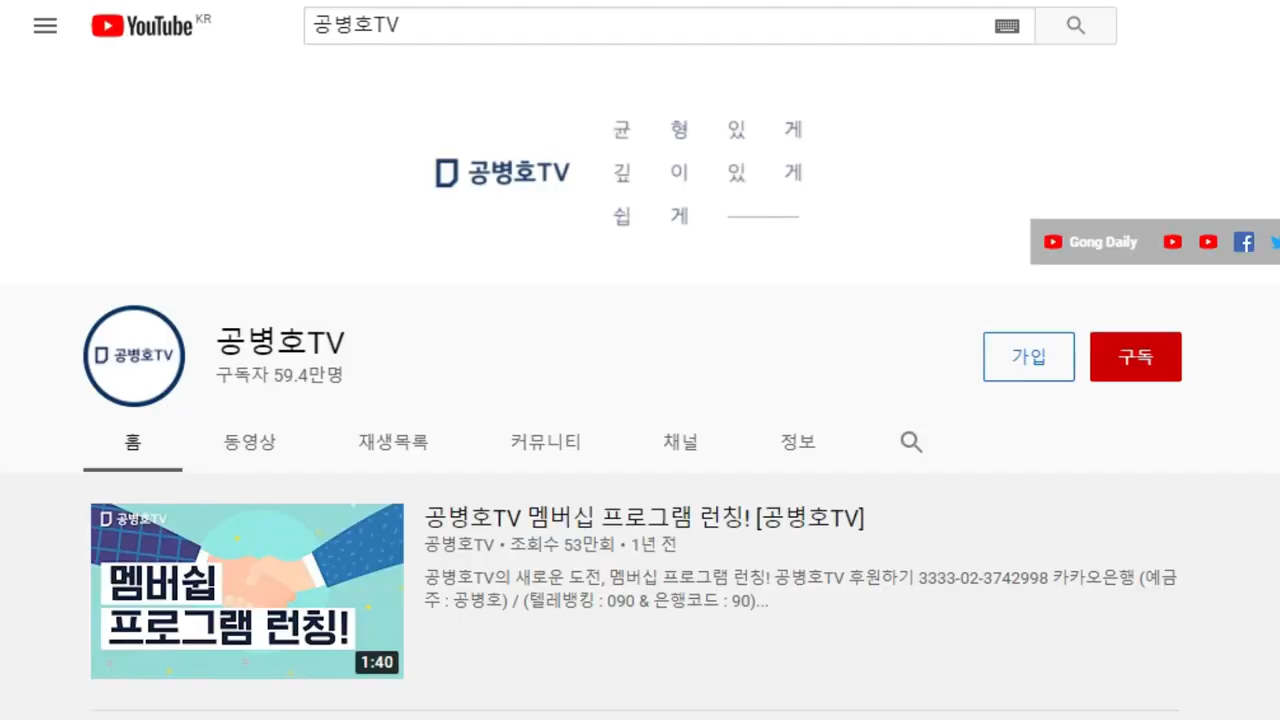 YouTube KR
공병호TV
균 형 있 게
공병호TV
깊 이 있 게
쉽 게
Gong Daily
공병호TV
공병호TV
구독자 59.4만명
가입
구독
홈
동영상
재생목록
커뮤니티
채널
정보
공병호TV
멤버쉽
프로그램 런칭!
1:40
공병호TV 멤버십 프로그램 런칭! [공병호TV]
공병호TV • 조회수 53만회 • 1년 전
공병호TV의 새로운 도전, 멤버십 프로그램 런칭! 공병호TV 후원하기 3333-02-3742998 카카오은행 (예금
주 : 공병호) / (텔레뱅킹 : 090 & 은행코드 : 90)...